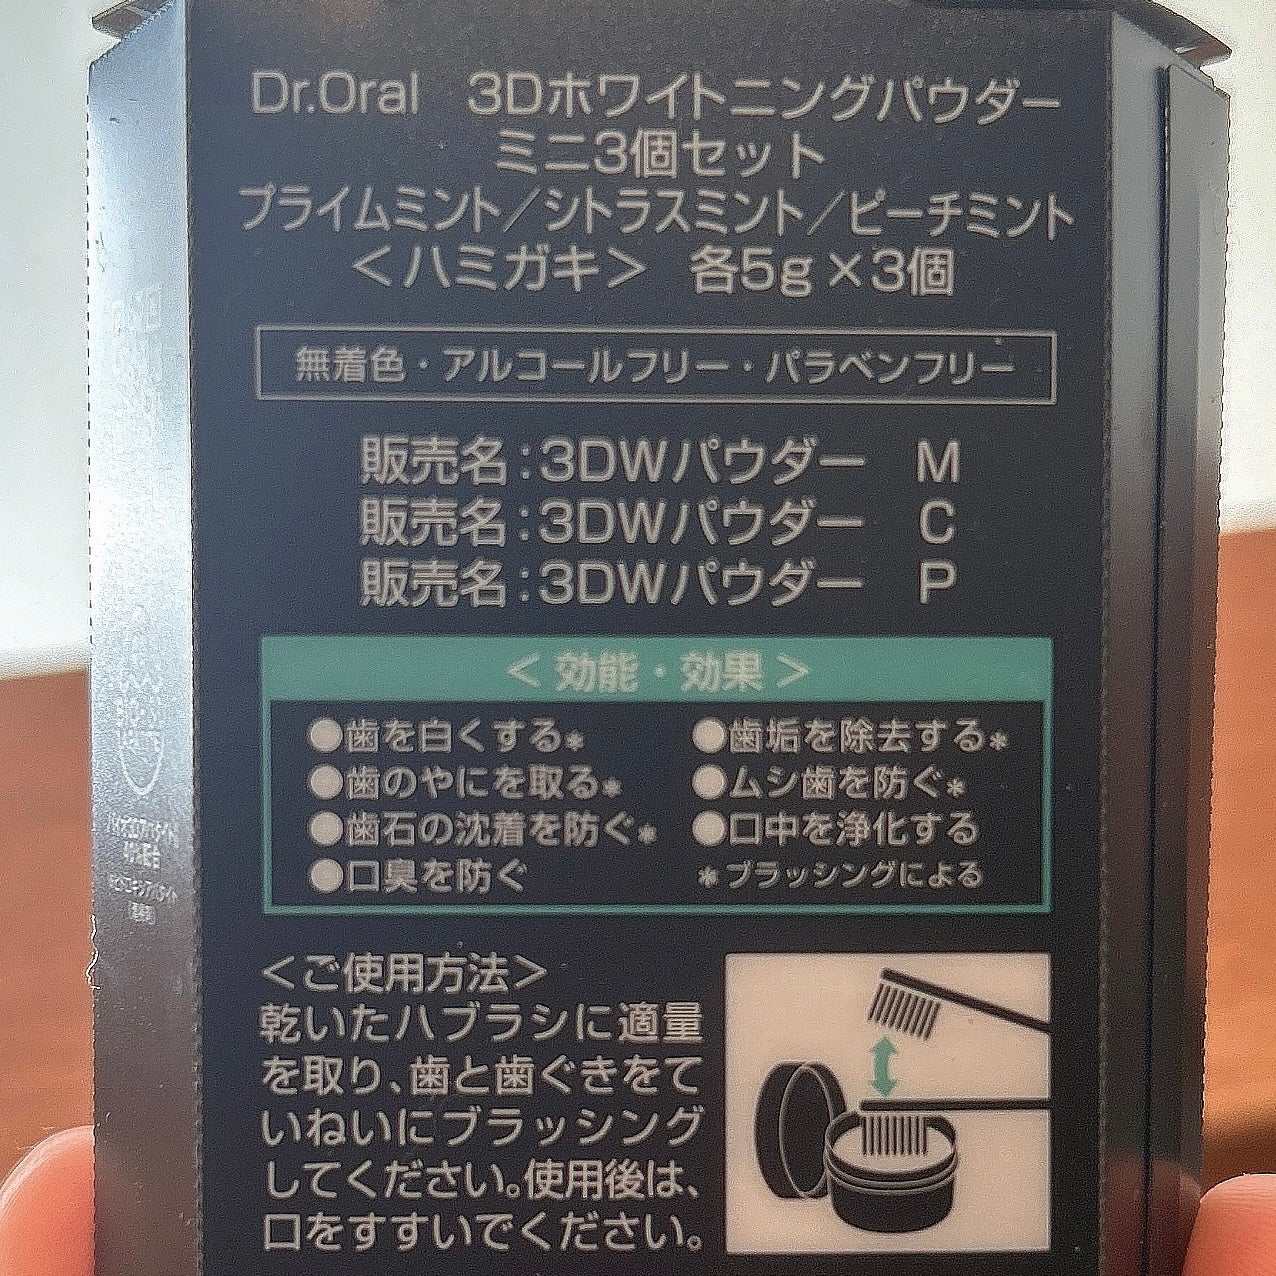 Dr.Oral 3Dホワイトニングパウダー
ミニ3個セット
プライムミント／シトラスミント／ピーチミント
＜ハミガキ＞ 各5g×3個
無着色・アルコールフリー・パラベンフリー
販売名：3DWパウダー M
販売名：3DWパウダー C
販売名：3DWパウダー P
＜効能・効果＞
●歯を白くする＊
●歯垢を除去する＊
●歯のやにを取る＊
●ムシ歯を防ぐ＊
●歯石の沈着を防ぐ＊
●口中を浄化する
●口臭を防ぐ
＊ブラッシングによる
＜ご使用方法＞
乾いたハブラシに適量
を取り、歯と歯ぐきをて
いねいにブラッシング
してください。使用後は、
口をすすいでください。